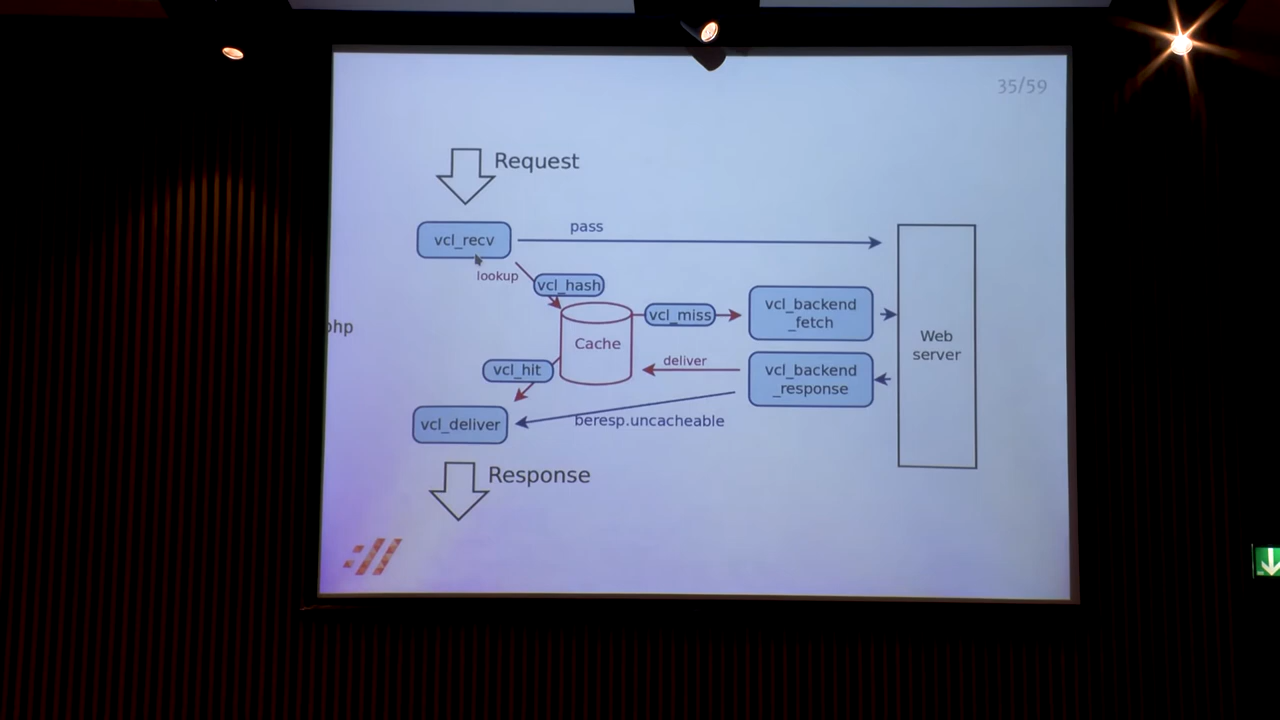 35/59
Request
vcl_recv
pass
lookup
vcl_hash
vcl_miss
vcl_backend
_fetch
php
Cache
Web
server
deliver
vcl_hit
vcl_backend
_response
vcl_deliver
beresp.uncacheable
Response